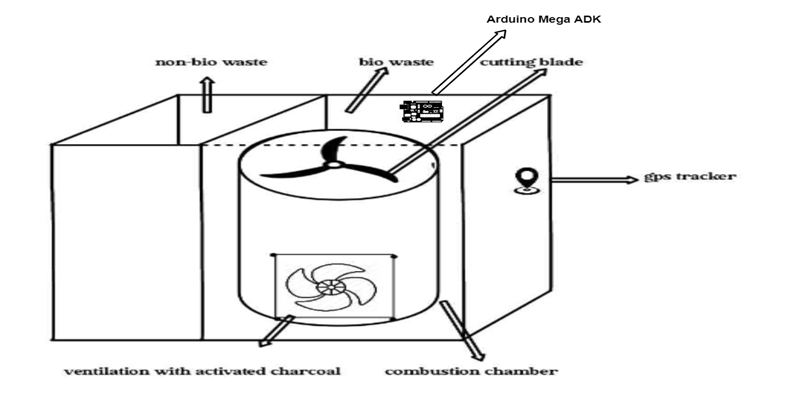 Arduino Mega ADK
non-bio waste
bio waste
cutting blade
gps tracker
ventilation with activated charcoal
combustion chamber